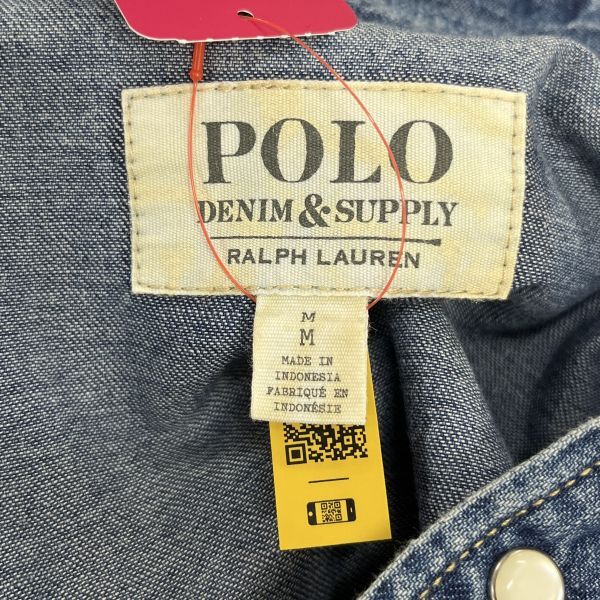 POLO
DENIM & SUPPLY
RALPH LAUREN
M
M
MADE IN
INDONESIA
FABRIQUÉ EN
INDONÉSIE